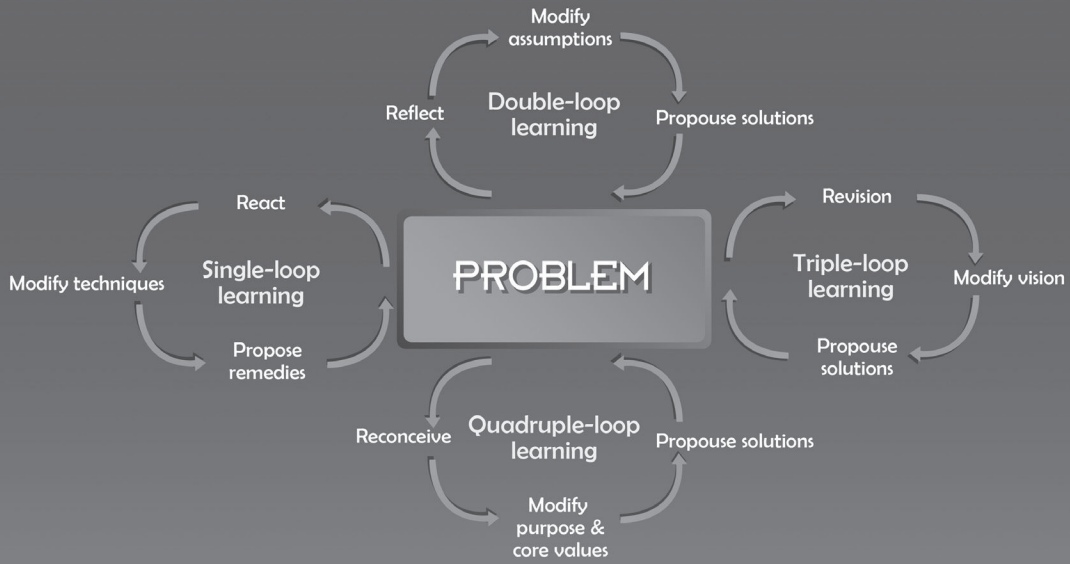 Modify
assumptions
Reflect
Double-loop
learning
Propouse solutions
React
Modify techniques
Single-loop
learning
Propose
remedies
PROBLEM
Revision
Triple-loop
learning
Modify vision
Propouse
solutions
Reconceive
Quadruple-loop
learning
Propouse solutions
Modify
purpose &
core values